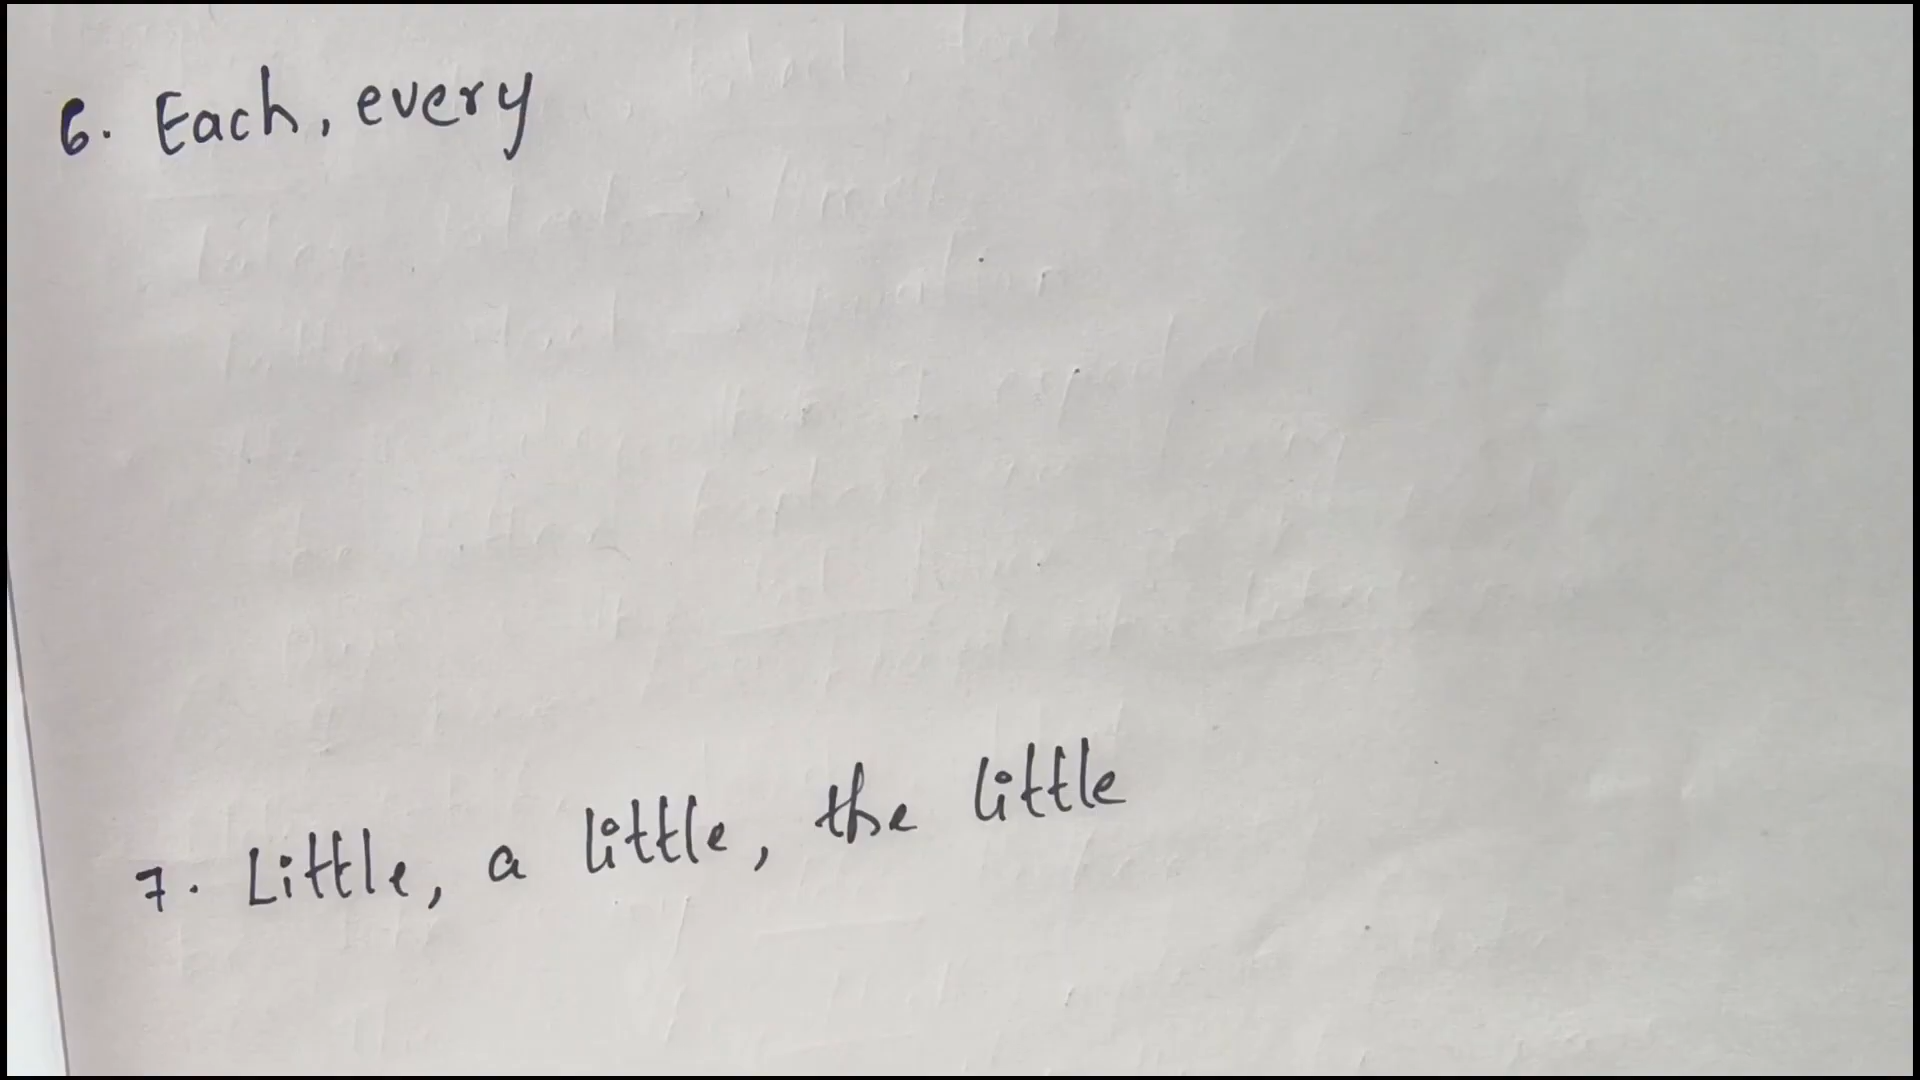 6. Each, every
7. Little, a little, the little